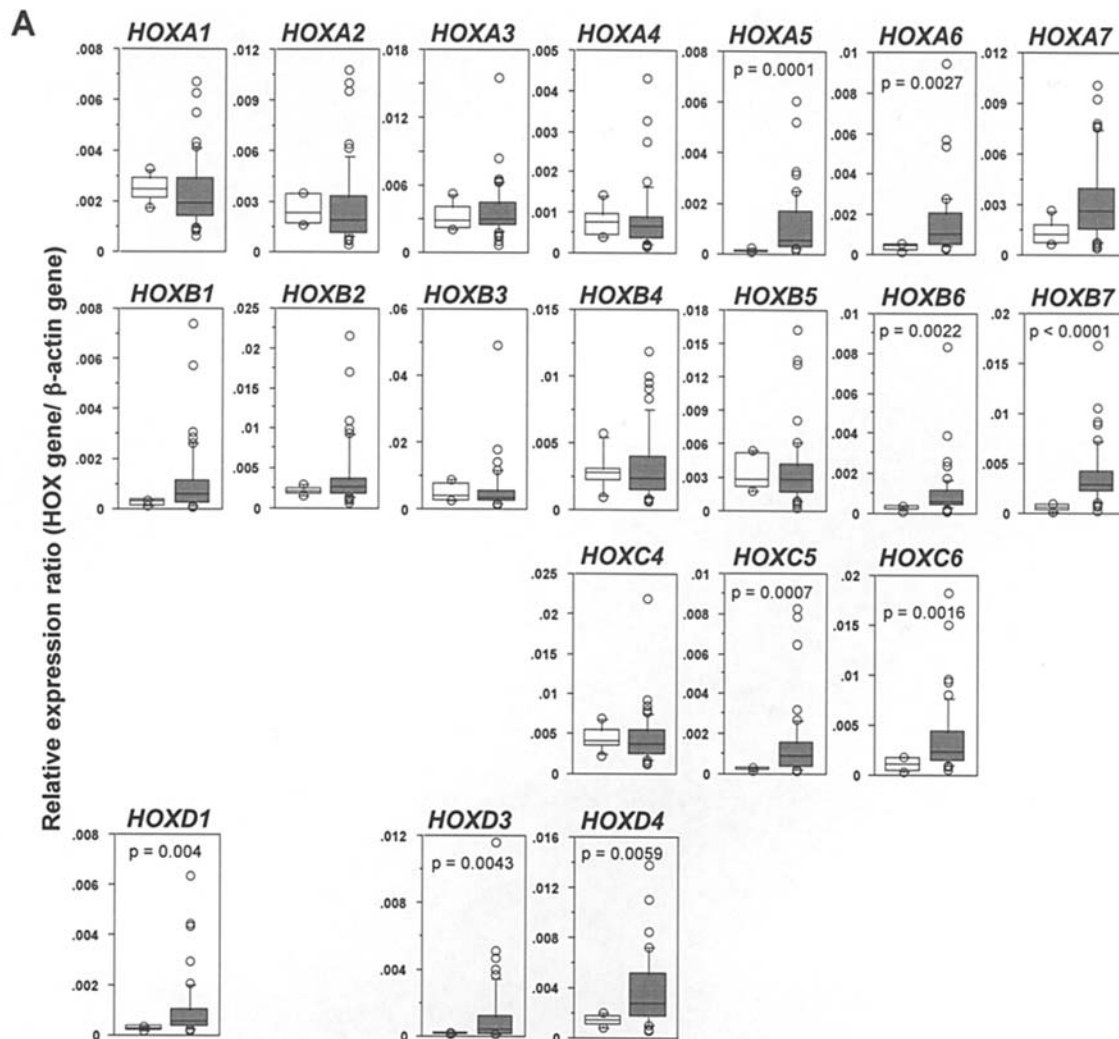 A
HOXA1 HOXA2 HOXA3 HOXA4 HOXA5 HOXA6 HOXA7
.008 .006 .004 .002 0
.012 .009 .006 .003 0
.018 .012 .006 0
.005 .004 .003 .002 .001 0
.008 .006 .004 .002 0
p = 0.0001
.01 .008 .006 .004 .002 0
p = 0.0027
.012 .009 .006 .003 0
Relative expression ratio (HOX gene/ β-actin gene)
HOXB1 HOXB2 HOXB3 HOXB4 HOXB5 HOXB6 HOXB7
.008 .006 .004 .002 0
.025 .02 .015 .01 .005 0
.06 .04 .02 0
.015 .01 .005 0
.018 .015 .012 .009 .006 .003 0
.01 .008 .006 .004 .002 0
p = 0.0022
.02 .015 .01 .005 0
p < 0.0001
HOXC4 HOXC5 HOXC6
.025 .02 .015 .01 .005 0
.01 .008 .006 .004 .002 0
p = 0.0007
.02 .015 .01 .005 0
p = 0.0016
HOXD1 HOXD3 HOXD4
.008 .006 .004 .002 0
p = 0.004
.012 .008 .004 0
p = 0.0043
.016 .012 .008 .004 0
p = 0.0059